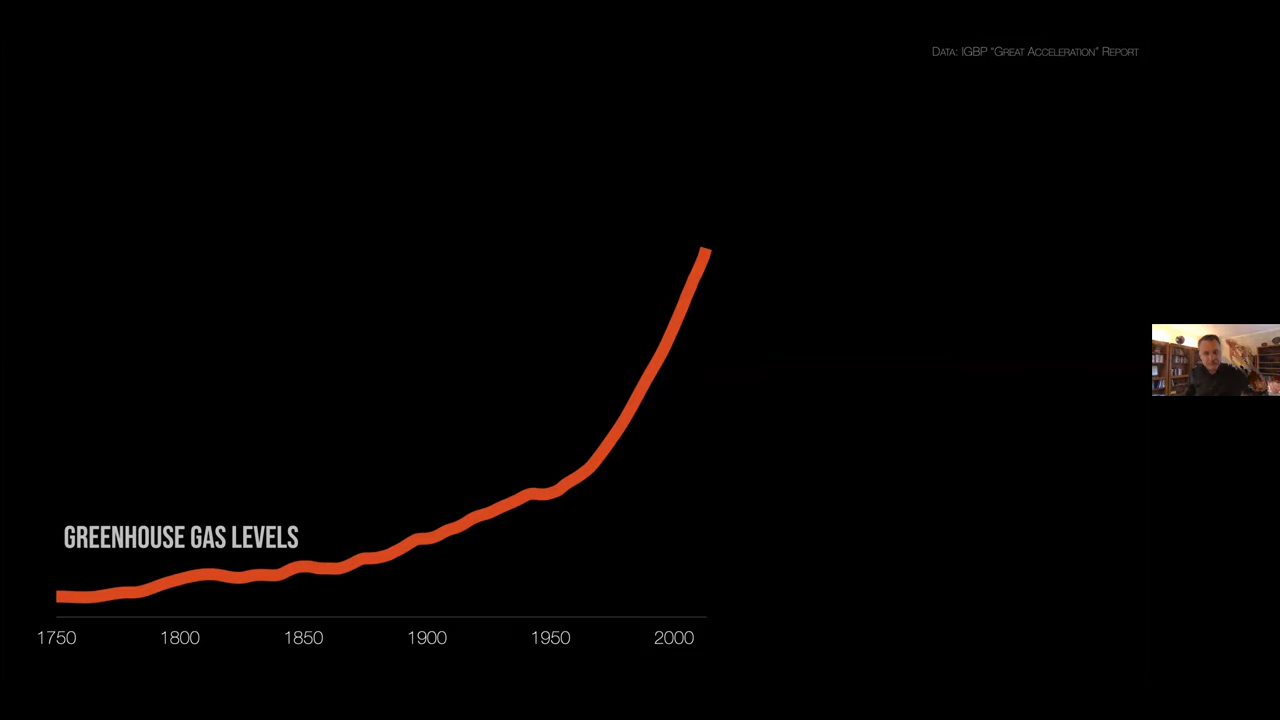 Data: IGBP "Great Acceleration" Report
GREENHOUSE GAS LEVELS
1750 1800 1850 1900 1950 2000